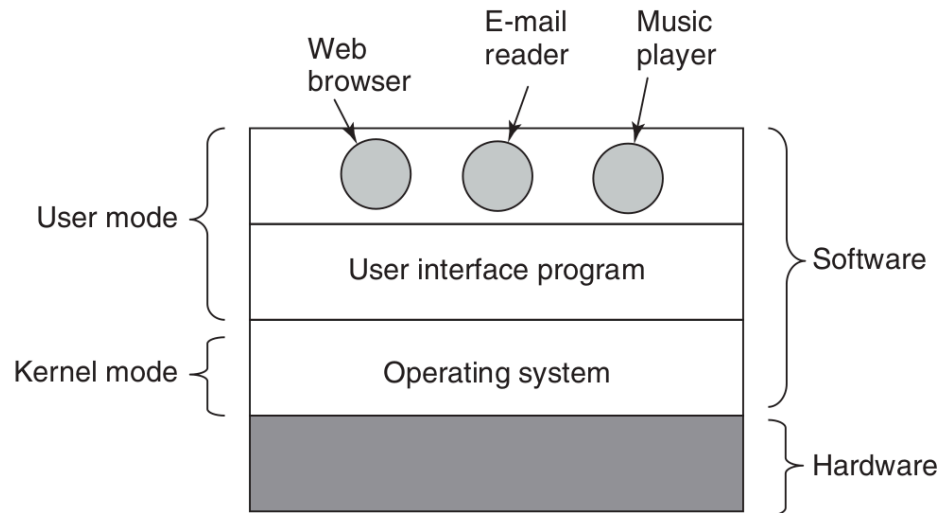 Web
browser
E-mail
reader
Music
player
User mode
User interface program
Software
Kernel mode
Operating system
Hardware